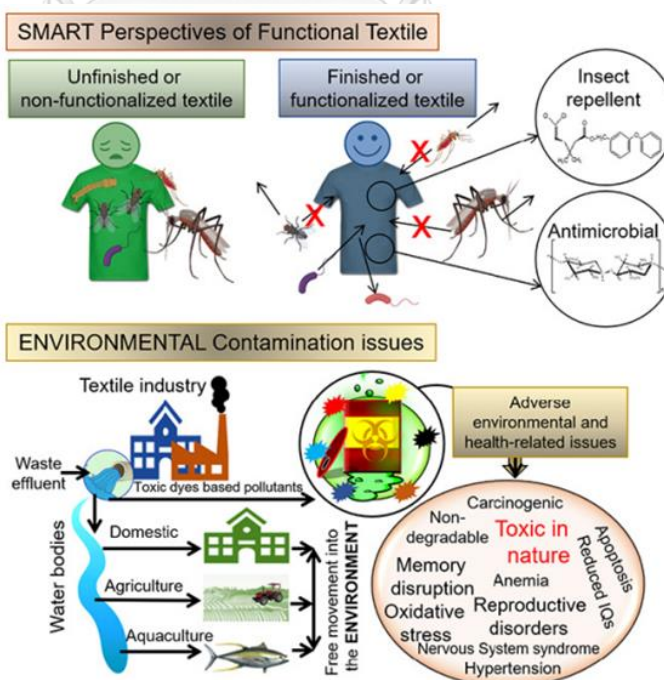 SMART Perspectives of Functional Textile
Unfinished or
non-functionalized textile
Finished or
functionalized textile
Insect
repellent
X
X
X
Antimicrobial
ENVIRONMENTAL Contamination issues
Textile industry
Waste
effluent
Toxic dyes based pollutants
Adverse
environmental and
health-related issues
Water bodies
Domestic
Agriculture
Aquaculture
Free movement into
the ENVIRONMENT
Carcinogenic
Non-
degradable
Toxic in
nature
Apoptosis
Reduced IQs
Memory
disruption
Anemia
Oxidative
stress
Reproductive
disorders
Nervous System syndrome
Hypertension